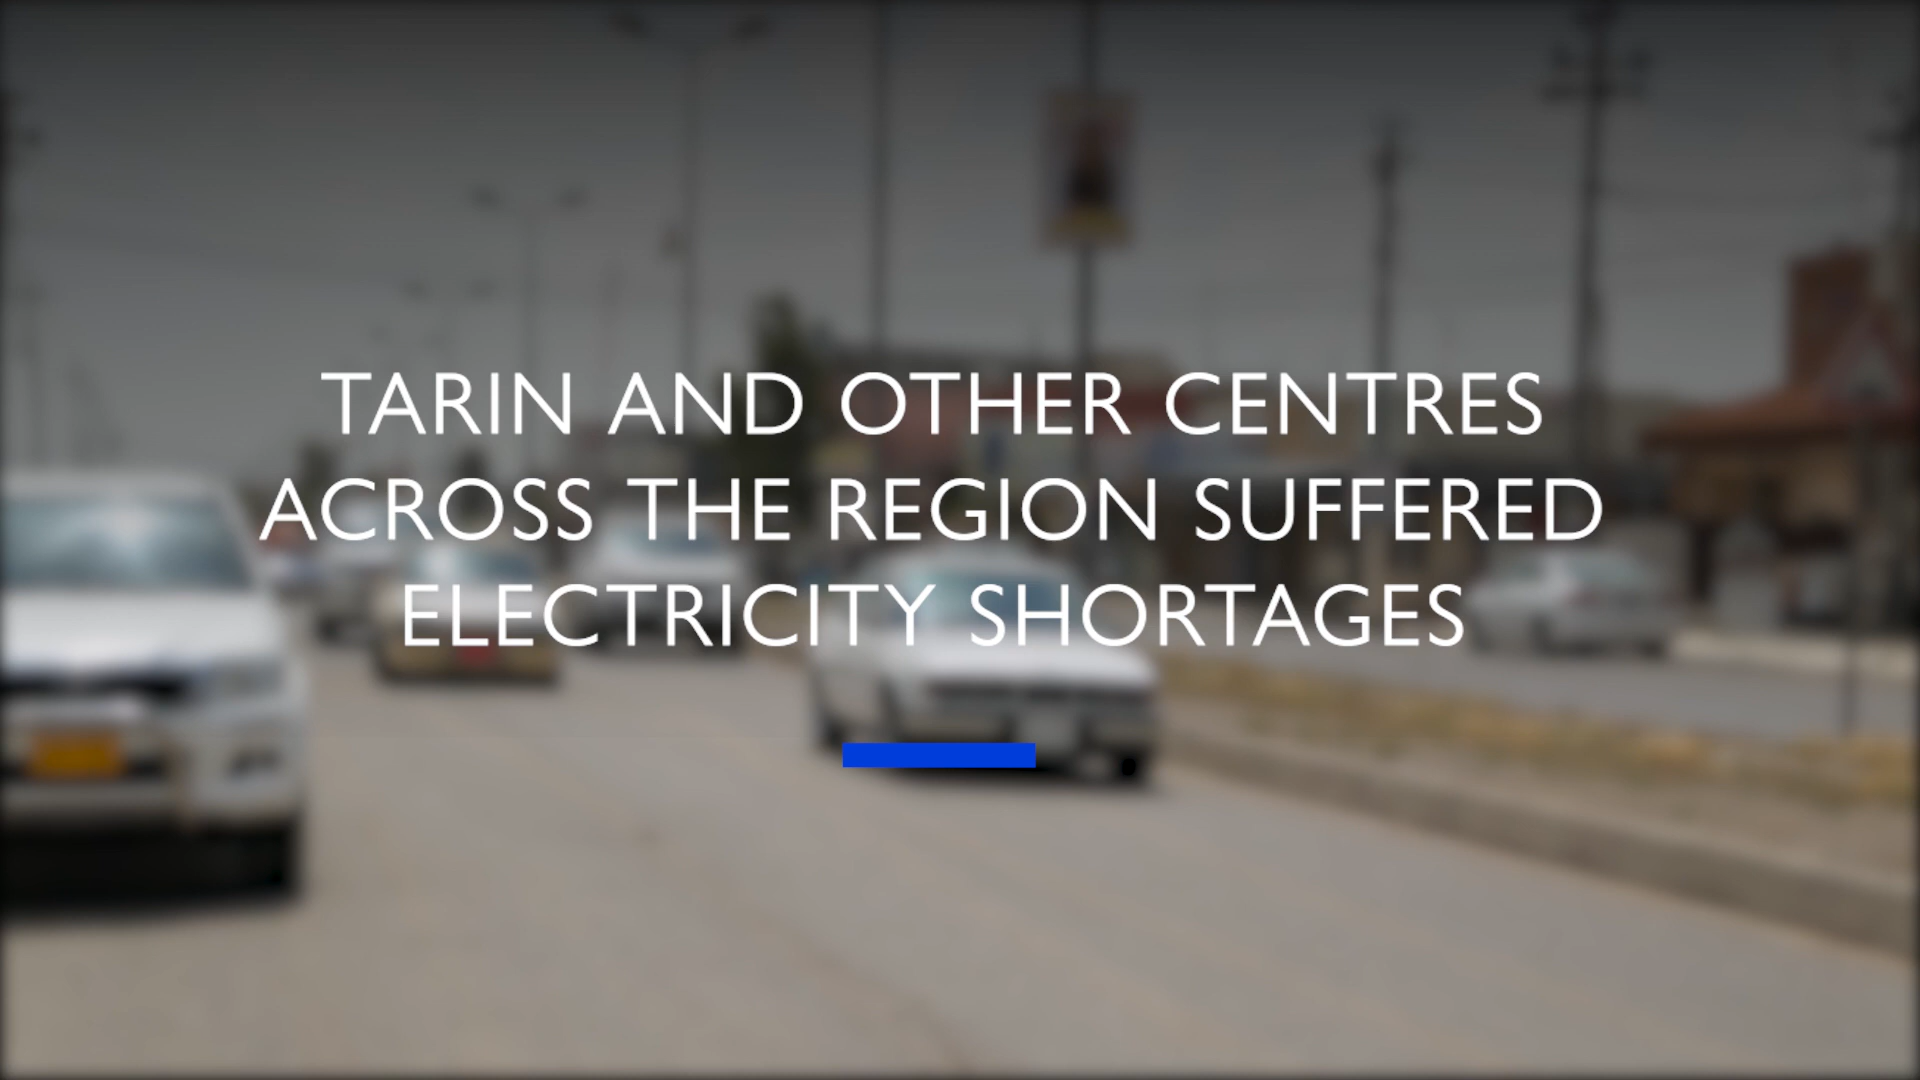 TARIN AND OTHER CENTRES
ACROSS THE REGION SUFFERED
ELECTRICITY SHORTAGES